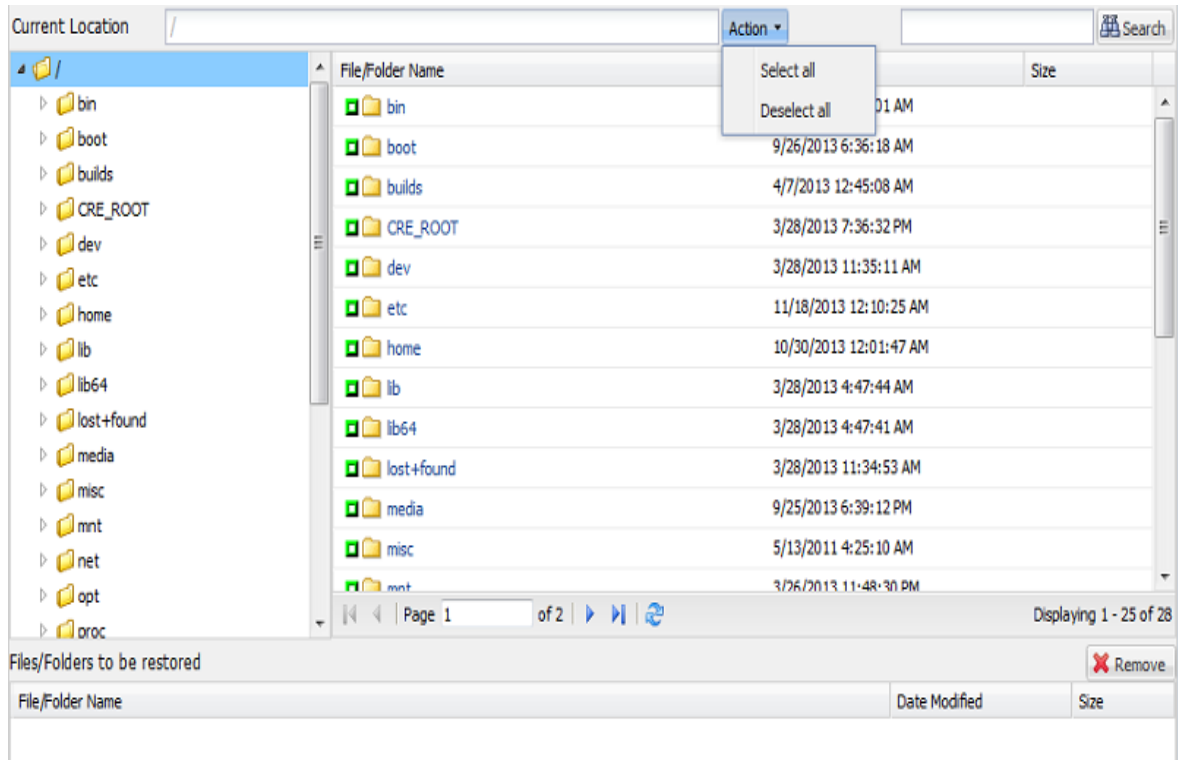 Current Location / Action Search
Select all
Deselect all
/
bin
boot
builds
CRE_ROOT
dev
etc
home
lib
lib64
lost+found
media
misc
mnt
net
opt
proc
File/Folder Name Size
bin 01 AM
boot 9/26/2013 6:36:18 AM
builds 4/7/2013 12:45:08 AM
CRE_ROOT 3/28/2013 7:36:32 PM
dev 3/28/2013 11:35:11 AM
etc 11/18/2013 12:10:25 AM
home 10/30/2013 12:01:47 AM
lib 3/28/2013 4:47:44 AM
lib64 3/28/2013 4:47:41 AM
lost+found 3/28/2013 11:34:53 AM
media 9/25/2013 6:39:12 PM
misc 5/13/2011 4:25:10 AM
mnt 3/26/2013 11:48:30 PM
Page 1 of 2 Displaying 1 - 25 of 28
Files/Folders to be restored Remove
File/Folder Name Date Modified Size